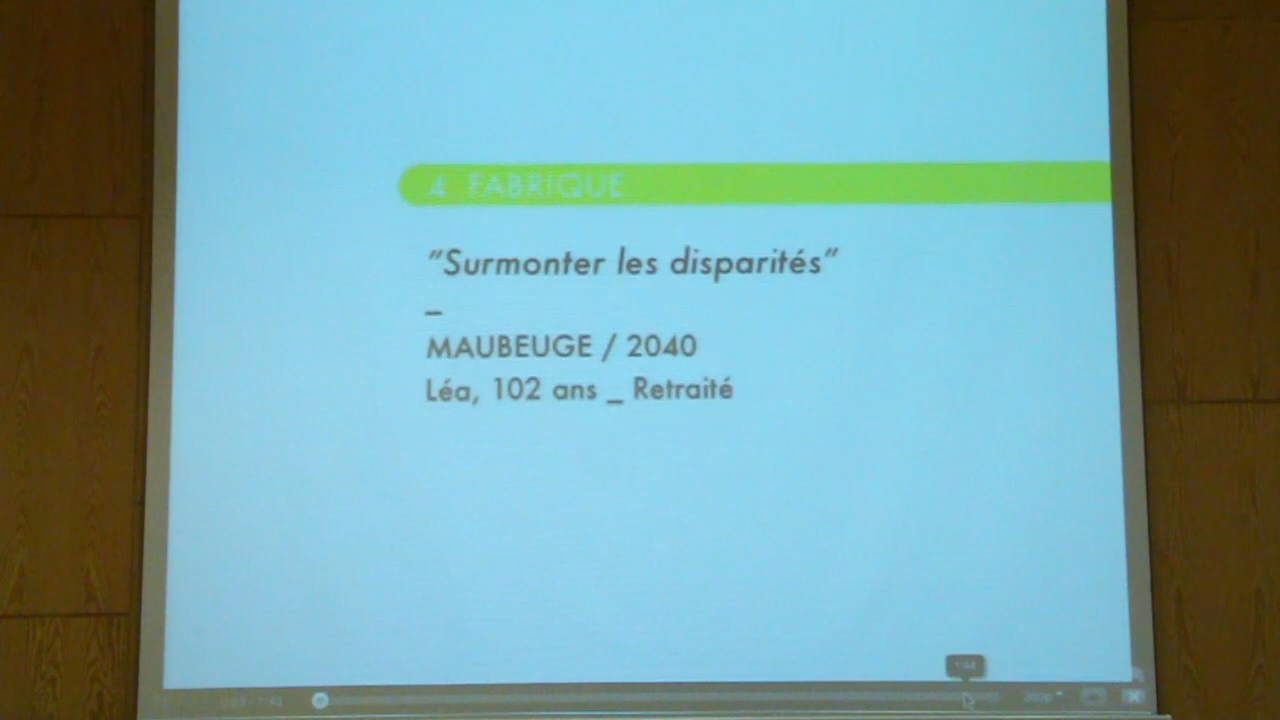 4 FABRIQUE
"Surmonter les disparités"
_
MAUBEUGE / 2040
Léa, 102 ans _ Retraité